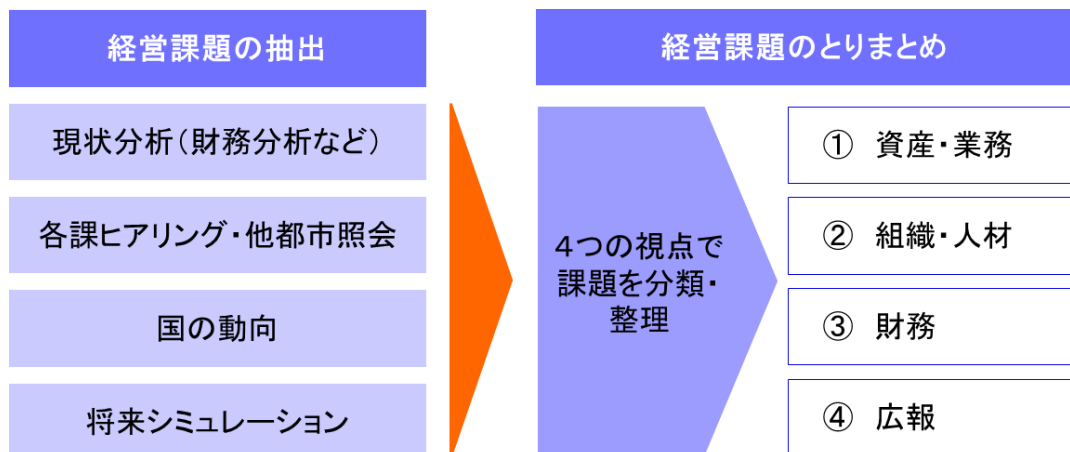 経営課題の抽出
現状分析（財務分析など）
各課ヒアリング・他都市照会
国の動向
将来シミュレーション
経営課題のとりまとめ
４つの視点で
課題を分類・
整理
① 資産・業務
② 組織・人材
③ 財務
④ 広報